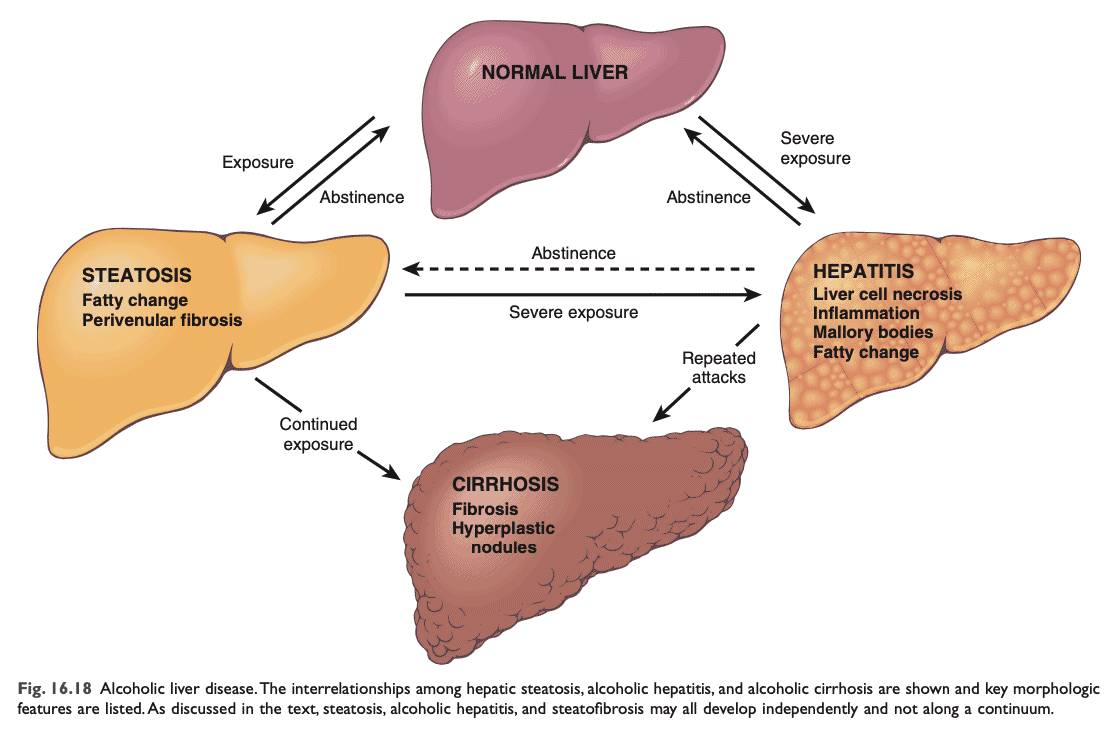 NORMAL LIVER
Exposure
Abstinence
Severe
exposure
Abstinence
STEATOSIS
Fatty change
Perivenular fibrosis
Abstinence
Severe exposure
HEPATITIS
Liver cell necrosis
Inflammation
Mallory bodies
Fatty change
Repeated
attacks
Continued
exposure
CIRRHOSIS
Fibrosis
Hyperplastic
nodules
Fig. 16.18 Alcoholic liver disease. The interrelationships among hepatic steatosis, alcoholic hepatitis, and alcoholic cirrhosis are shown and key morphologic
features are listed. As discussed in the text, steatosis, alcoholic hepatitis, and steatofibrosis may all develop independently and not along a continuum.